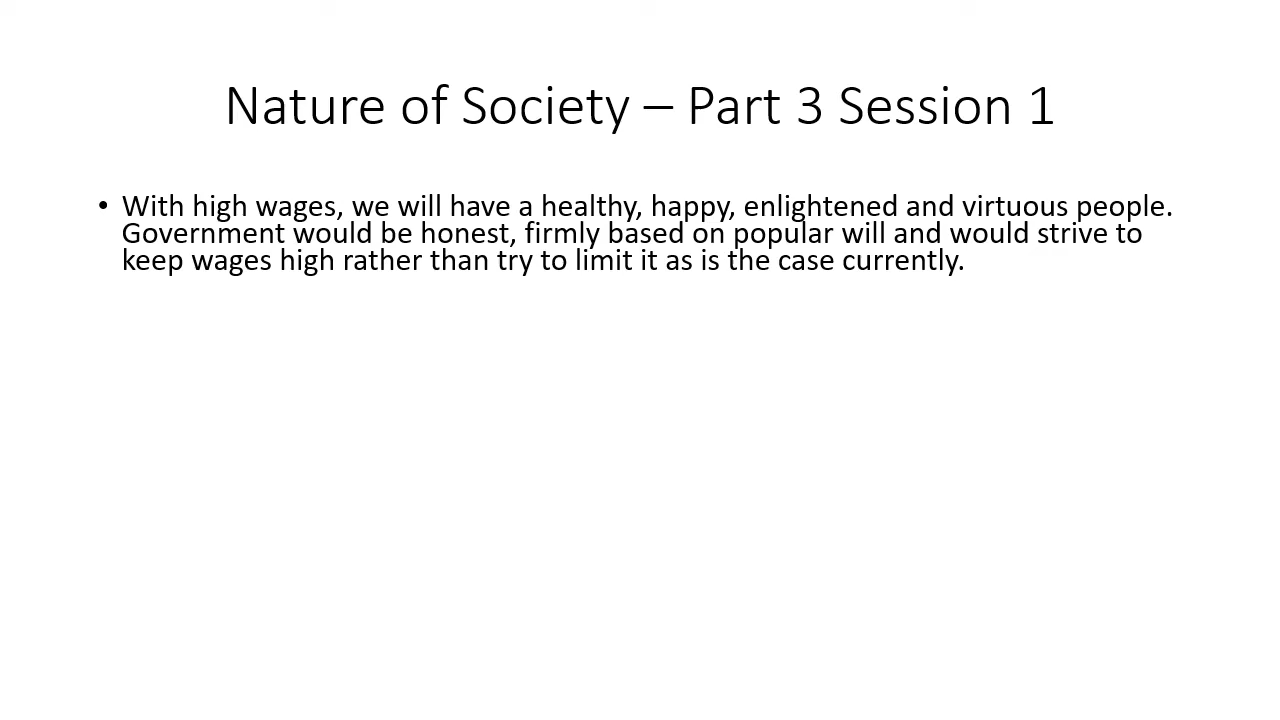 Nature of Society – Part 3 Session 1
• With high wages, we will have a healthy, happy, enlightened and virtuous people.
Government would be honest, firmly based on popular will and would strive to
keep wages high rather than try to limit it as is the case currently.